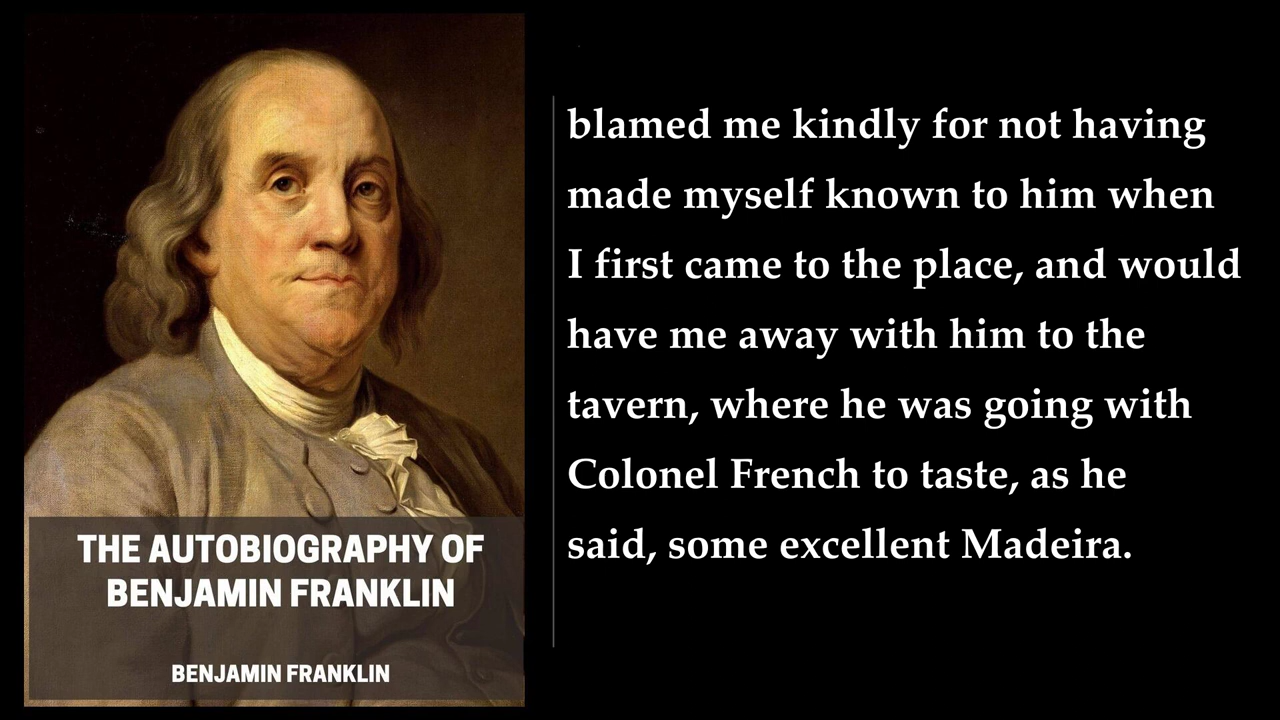 THE AUTOBIOGRAPHY OF
BENJAMIN FRANKLIN
BENJAMIN FRANKLIN
blamed me kindly for not having
made myself known to him when
I first came to the place, and would
have me away with him to the
tavern, where he was going with
Colonel French to taste, as he
said, some excellent Madeira.